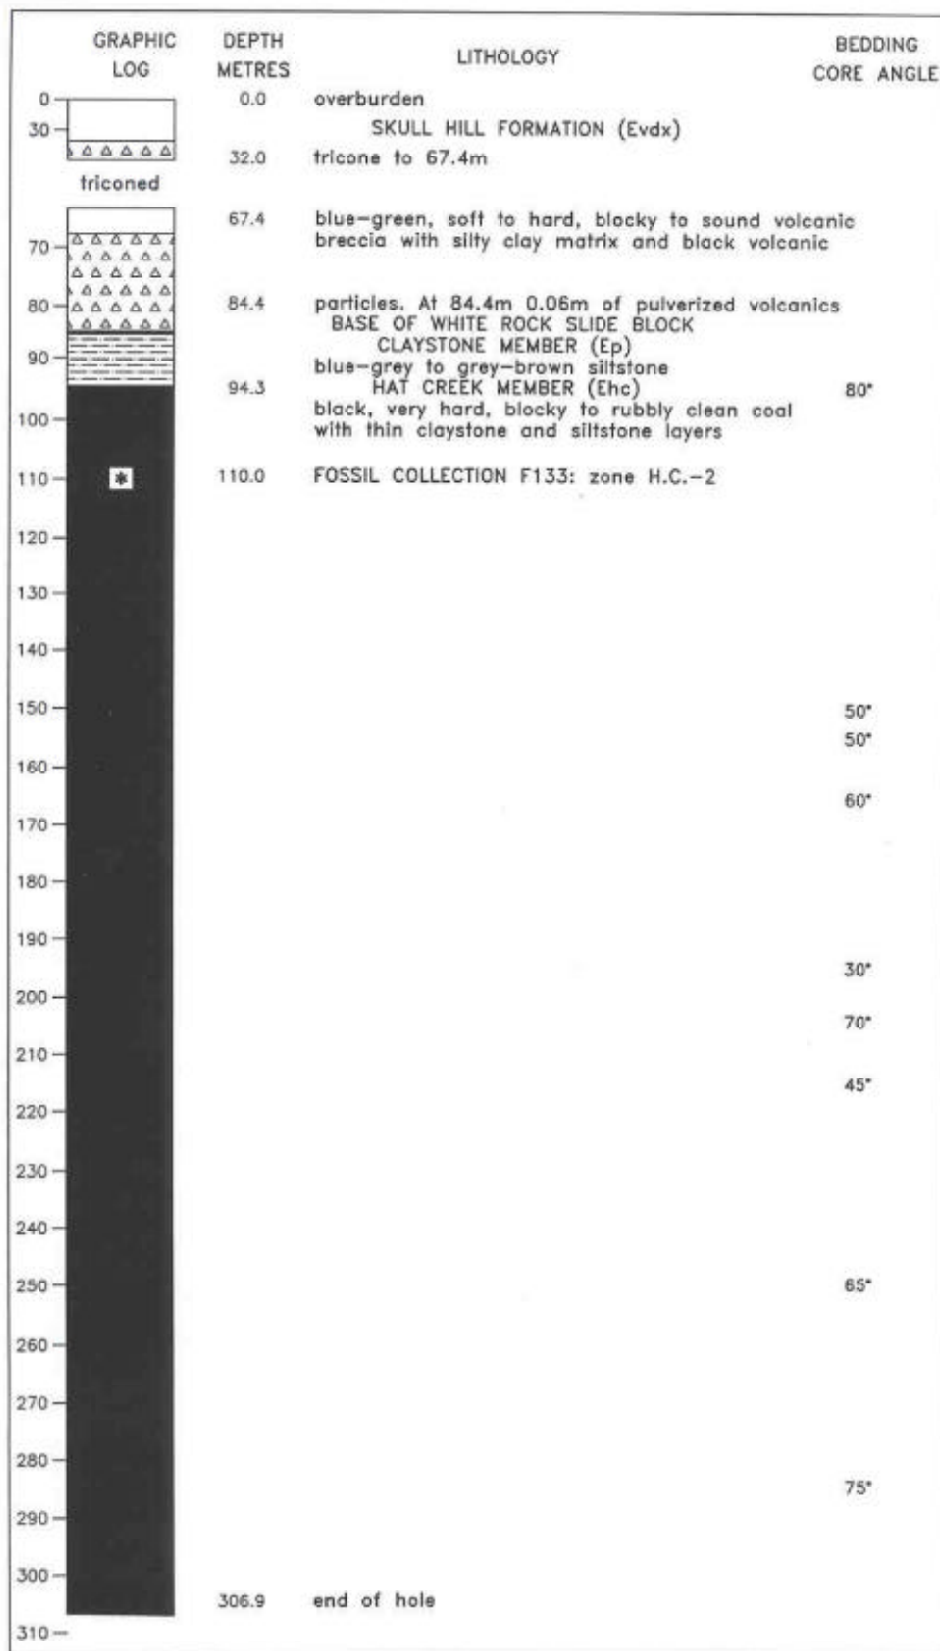 GRAPHIC LOG DEPTH METRES LITHOLOGY BEDDING CORE ANGLE
0 0.0 overburden
30 SKULL HILL FORMATION (Evdx)
32.0 tricone to 67.4m
triconed
67.4 blue-green, soft to hard, blocky to sound volcanic
70 breccia with silty clay matrix and black volcanic
80 84.4 particles. At 84.4m 0.06m of pulverized volcanics
BASE OF WHITE ROCK SLIDE BLOCK
CLAYSTONE MEMBER (Ep)
90 blue-grey to grey-brown siltstone
94.3 HAT CREEK MEMBER (Ehc) 80°
100 black, very hard, blocky to rubbly clean coal
with thin claystone and siltstone layers
110 * 110.0 FOSSIL COLLECTION F133: zone H.C.-2
120
130
140
150 50°
50°
160
60°
170
180
190
30°
200
70°
210
45°
220
230
240
250 65°
260
270
280
75°
290
300
306.9 end of hole
310